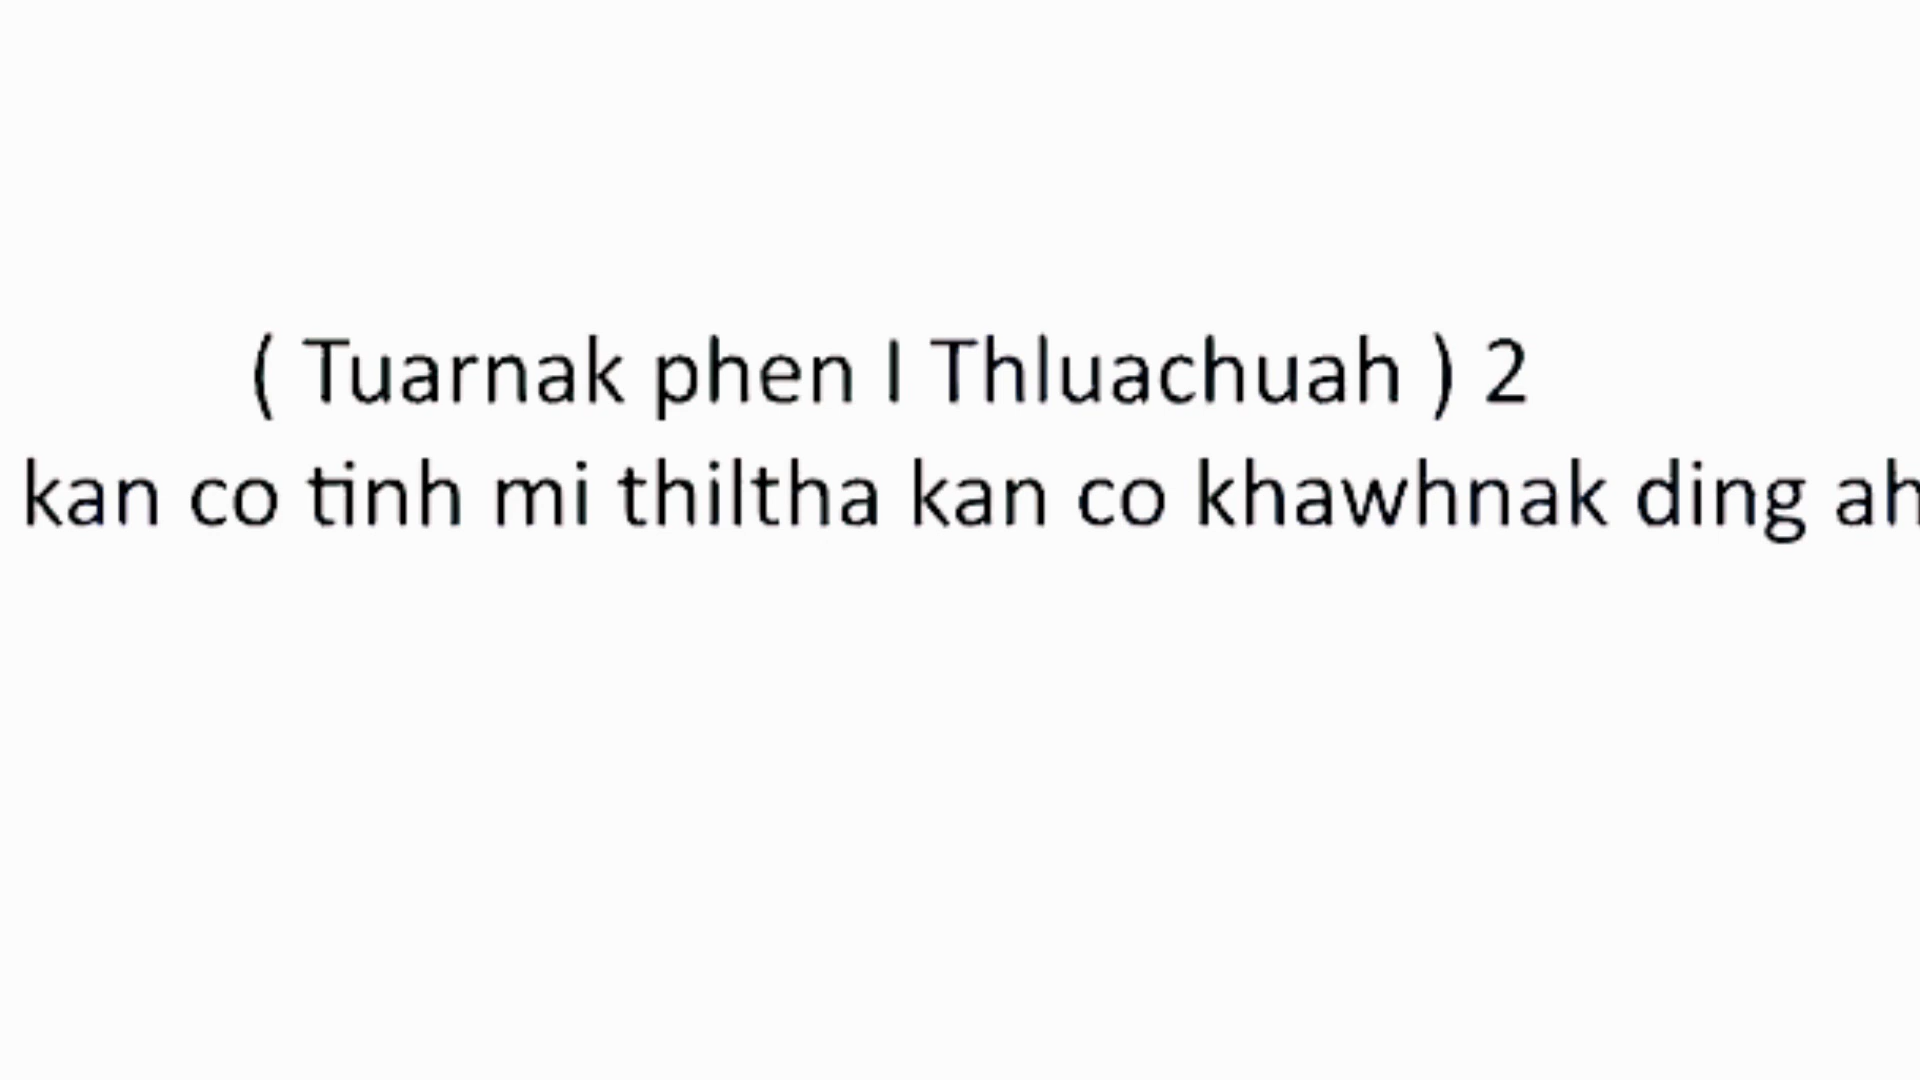 ( Tuarnak phen I Thluachuah ) 2
kan co tinh mi thiltha kan co khawhnak ding ah